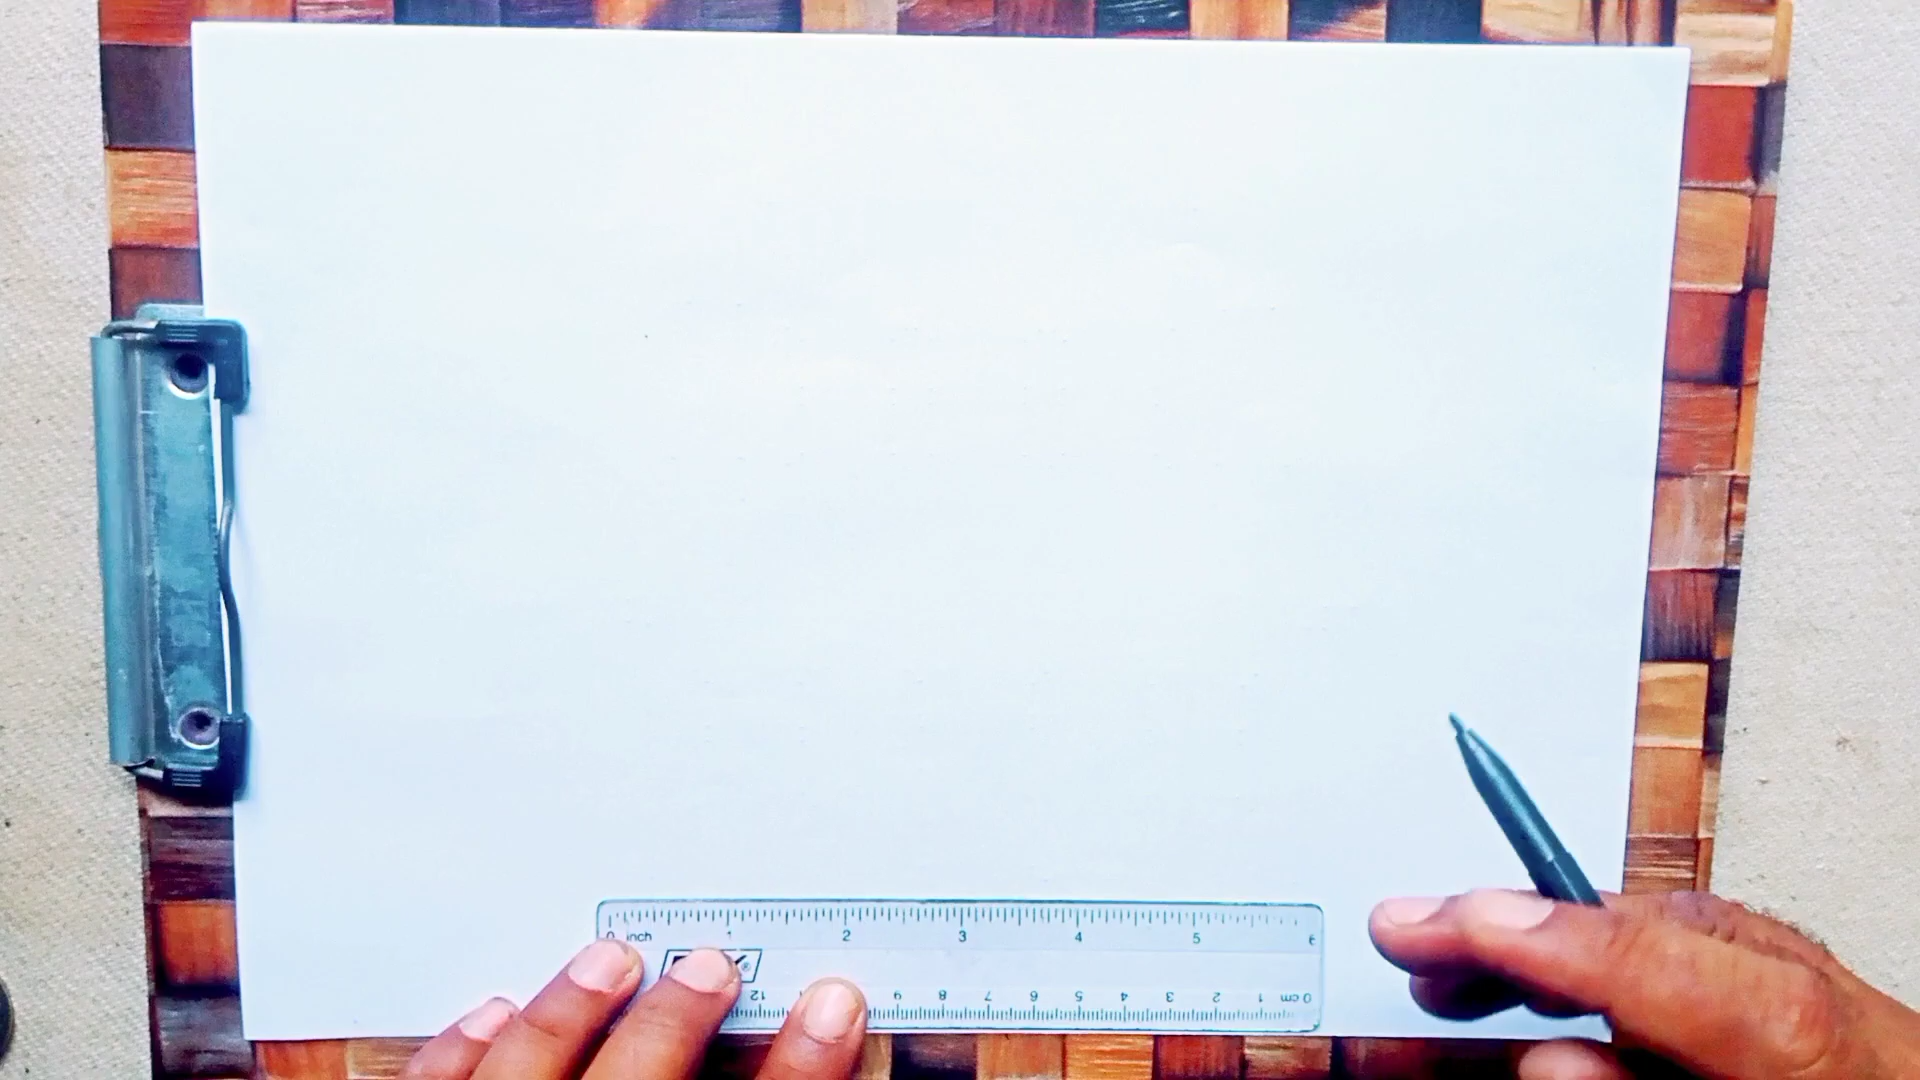 0 inch 1 2 3 4 5 6
12 9 8 7 6 5 4 3 2 1 0 cm